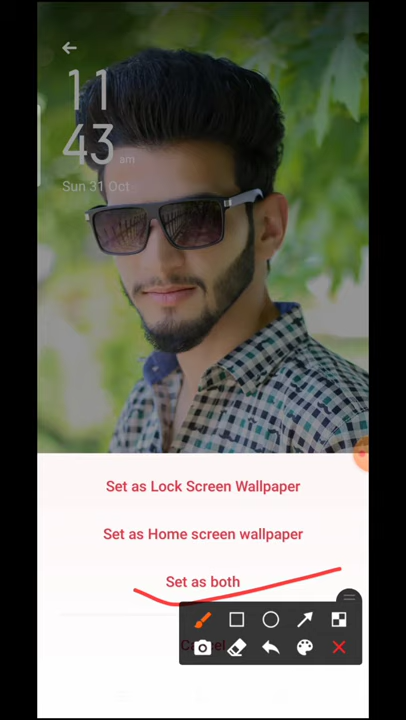 11
43 am
Sun 31 Oct
Set as Lock Screen Wallpaper
Set as Home screen wallpaper
Set as both
Cancel